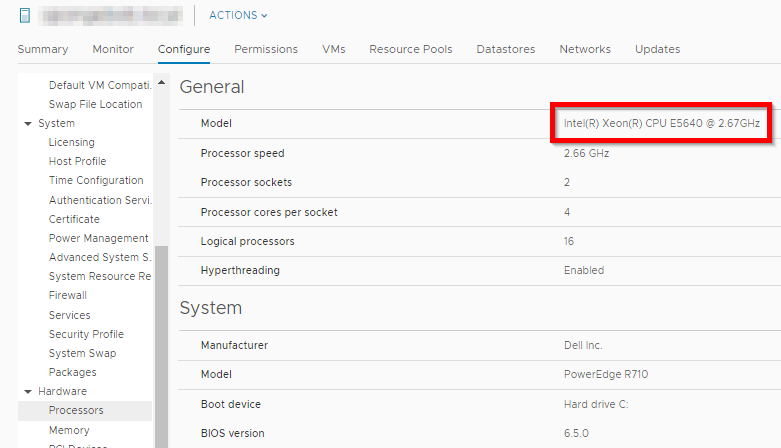 ACTIONS
Summary Monitor Configure Permissions VMs Resource Pools Datastores Networks Updates
Default VM Compati...
Swap File Location
System
Licensing
Host Profile
Time Configuration
Authentication Servi...
Certificate
Power Management
Advanced System S...
System Resource Re
Firewall
Services
Security Profile
System Swap
Packages
Hardware
Processors
Memory
PCI Devices
General
Model Intel(R) Xeon(R) CPU E5640 @ 2.67GHz
Processor speed 2.66 GHz
Processor sockets 2
Processor cores per socket 4
Logical processors 16
Hyperthreading Enabled
System
Manufacturer Dell Inc.
Model PowerEdge R710
Boot device Hard drive C:
BIOS version 6.5.0